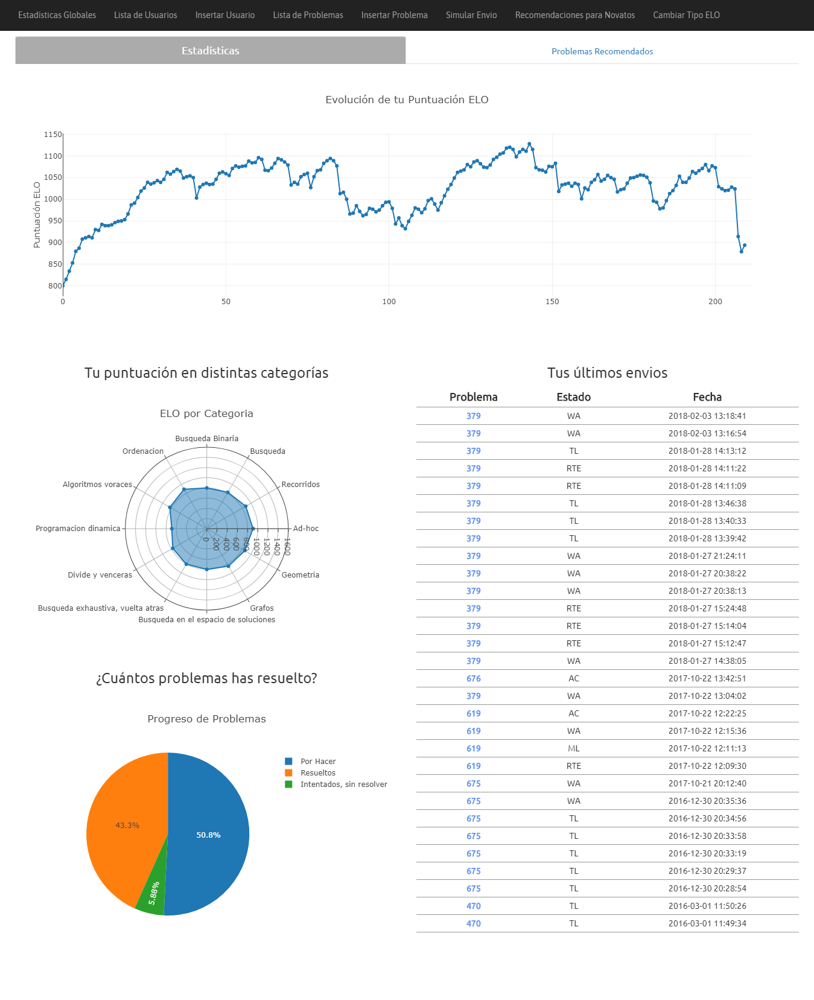 Estadísticas Globales Lista de Usuarios Insertar Usuario Lista de Problemas Insertar Problema Simular Envio Recomendaciones para Novatos Cambiar Tipo ELO
Estadísticas Problemas Recomendados
Evolución de tu Puntuación ELO
Puntuación ELO
1150
1100
1050
1000
950
900
850
800
0 50 100 150 200
Tu puntuación en distintas categorías
ELO por Categoria
Busqueda Binaria
Ordenacion Busqueda
Algoritmos voraces Recorridos
Programacion dinamica Ad-hoc
0 200 400 600 800 1000 1200 1400 1600
Divide y venceras Geometria
Busqueda exhaustiva, vuelta atras Grafos
Busqueda en el espacio de soluciones
¿Cuántos problemas has resuelto?
Progreso de Problemas
Por Hacer
Resueltos
Intentados, sin resolver
43.3%
50.8%
5.88%
Tus últimos envios
Problema Estado Fecha
379 WA 2018-02-03 13:18:41
379 WA 2018-02-03 13:16:54
379 TL 2018-01-28 14:13:12
379 RTE 2018-01-28 14:11:22
379 RTE 2018-01-28 14:11:09
379 TL 2018-01-28 13:46:38
379 TL 2018-01-28 13:40:33
379 TL 2018-01-28 13:39:42
379 WA 2018-01-27 21:24:11
379 WA 2018-01-27 20:38:22
379 WA 2018-01-27 20:38:13
379 RTE 2018-01-27 15:24:48
379 RTE 2018-01-27 15:14:04
379 RTE 2018-01-27 15:12:47
379 WA 2018-01-27 14:38:05
676 AC 2017-10-22 13:42:51
379 WA 2017-10-22 13:04:02
619 AC 2017-10-22 12:22:25
619 WA 2017-10-22 12:15:36
619 ML 2017-10-22 12:11:13
619 RTE 2017-10-22 12:09:30
675 WA 2017-10-21 20:12:40
675 WA 2016-12-30 20:35:36
675 TL 2016-12-30 20:34:56
675 TL 2016-12-30 20:33:58
675 TL 2016-12-30 20:33:19
675 TL 2016-12-30 20:29:37
675 TL 2016-12-30 20:28:54
470 TL 2016-03-01 11:50:26
470 TL 2016-03-01 11:49:34